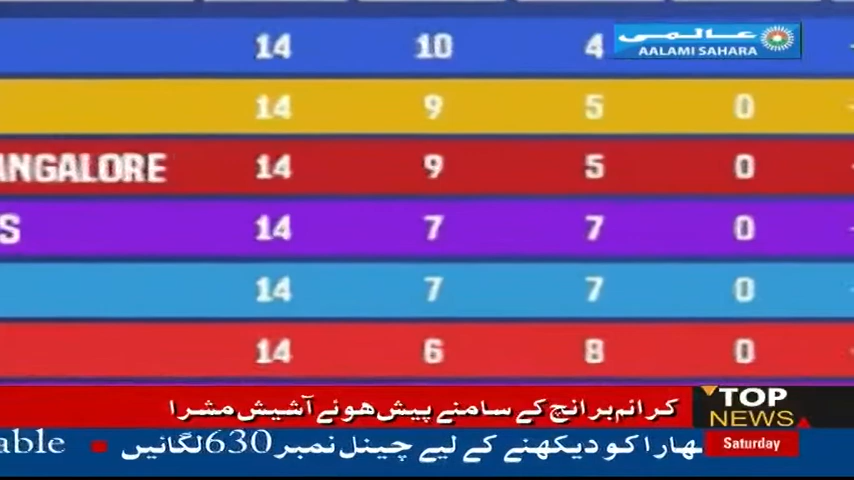 14 10 4
عالمی
AALAMI SAHARA
14 9 5 0
ANGALORE 14 9 5 0
S 14 7 7 0
14 7 7 0
14 6 8 0
کرائم برانچ کے سامنے پیش ہوئے آشیش مشرا
TOP NEWS
able ھارا کو دیکھنے کے لیے چینل نمبر 630 لگائیں
Saturday